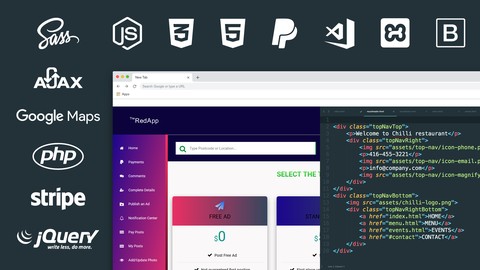 Sass
JS
3
5
B
AJAX
Google Maps
php
stripe
jQuery
write less, do more.
New Tab
Search Google or type a URL
Apps
The RedApp
Home
Payments
Comments
Complete Details
Publish an Ad
Notification Center
Pay Posts
My Posts
Add/Update Photo
Type Postcode or Location...
SELECT THE T
FREE AD
$0
Post Free Ad
STAN
<div class="topNavTop">
<p>Welcome to Chilli restaurant</p>
<div class="topNavRight">
<img src="assets/top-nav/icon-phone.p
<p>416-455-3221</p>
<img src="assets/top-nav/icon-email.p
<p>info@company.com</p>
<img src="assets/top-nav/icon-magnify
</div>
</div>
<div class="topNavBottom">
<img src="assets/chilli-logo.png">
<div class="topNavRightBottom">
<a href="index.html">HOME</a>
<a href="menu.html">MENU</a>
<a href="events.html">EVENTS</a>
<a href="#contact">CONTACT</a>
</div>
</div>